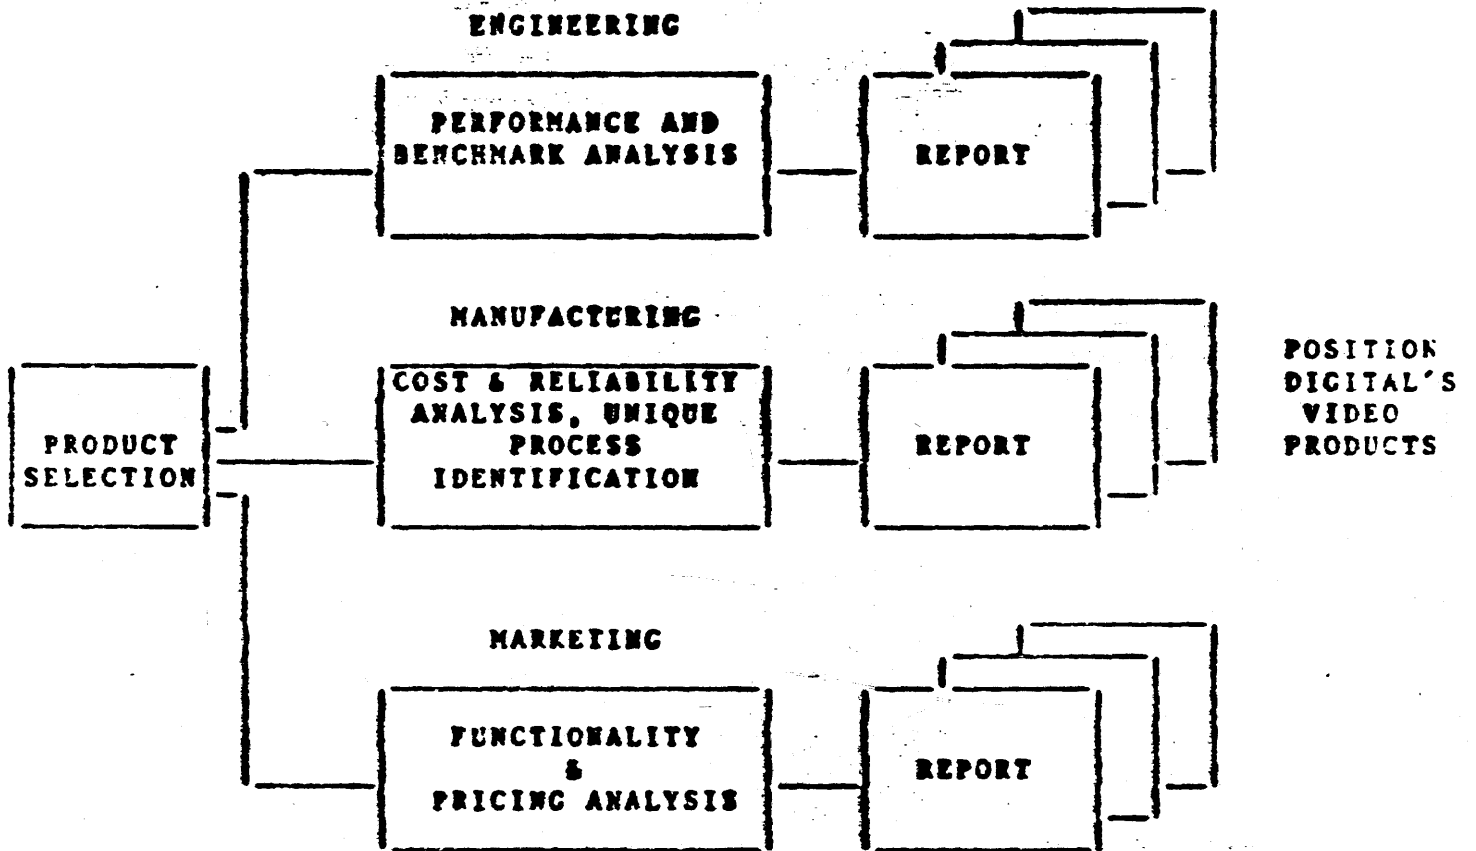 ENGINEERING
PERFORMANCE AND
BENCHMARK ANALYSIS
REPORT
MANUFACTURING
COST & RELIABILITY
ANALYSIS, UNIQUE
PROCESS
IDENTIFICATION
REPORT
PRODUCT
SELECTION
POSITION
DIGITAL'S
VIDEO
PRODUCTS
MARKETING
FUNCTIONALITY
&
PRICING ANALYSIS
REPORT